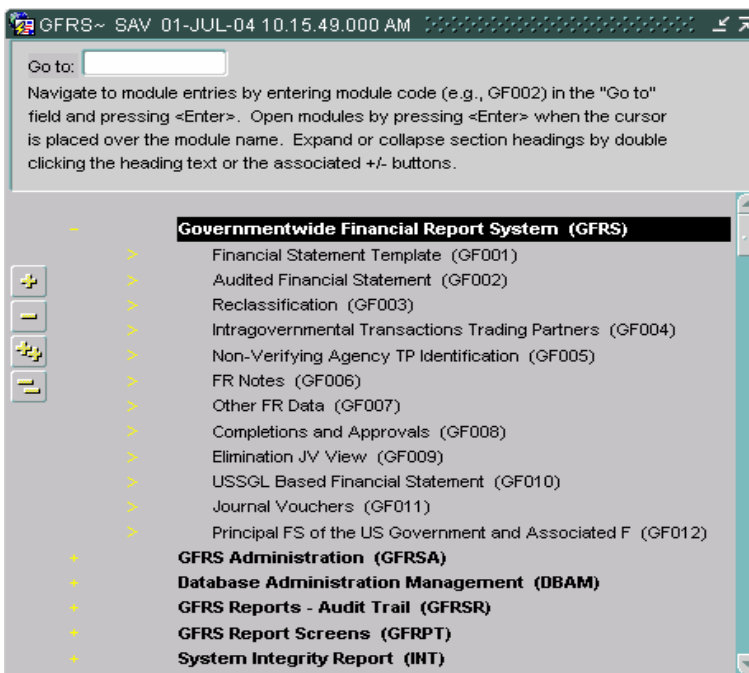 GFRS~ SAV 01-JUL-04 10.15.49.000 AM
Go to:
Navigate to module entries by entering module code (e.g., GF002) in the "Go to"
field and pressing <Enter>. Open modules by pressing <Enter> when the cursor
is placed over the module name. Expand or collapse section headings by double
clicking the heading text or the associated +/- buttons.
- Governmentwide Financial Report System (GFRS)
> Financial Statement Template (GF001)
> Audited Financial Statement (GF002)
> Reclassification (GF003)
> Intragovernmental Transactions Trading Partners (GF004)
> Non-Verifying Agency TP Identification (GF005)
> FR Notes (GF006)
> Other FR Data (GF007)
> Completions and Approvals (GF008)
> Elimination JV View (GF009)
> USSGL Based Financial Statement (GF010)
> Journal Vouchers (GF011)
> Principal FS of the US Government and Associated F (GF012)
+ GFRS Administration (GFRSA)
+ Database Administration Management (DBAM)
+ GFRS Reports - Audit Trail (GFRSR)
+ GFRS Report Screens (GFRPT)
+ System Integrity Report (INT)